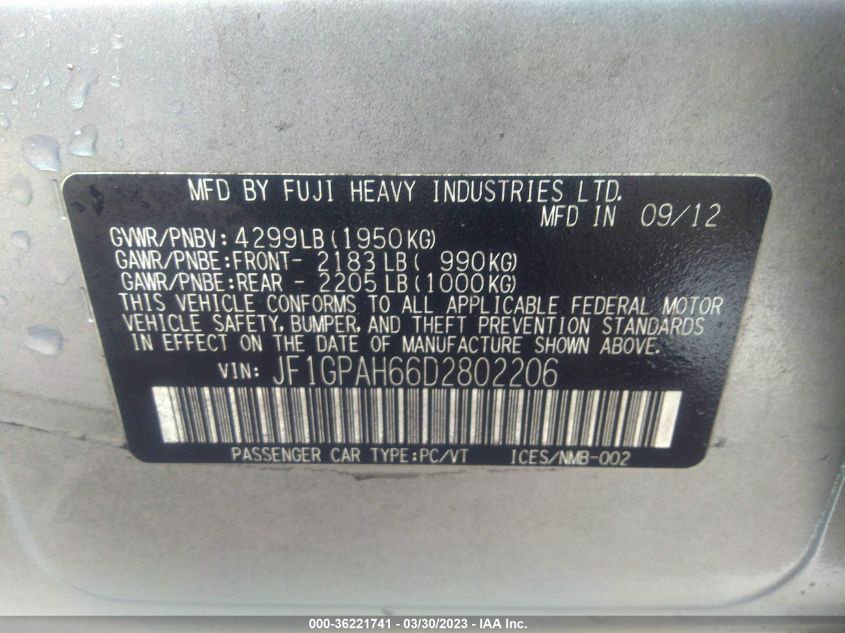 MFD BY FUJI HEAVY INDUSTRIES LTD.
MFD IN 09/12
GVWR/PNBV: 4299LB(1950KG)
GAWR/PNBE:FRONT- 2183LB( 990KG)
GAWR/PNBE:REAR - 2205LB(1000KG)
THIS VEHICLE CONFORMS TO ALL APPLICABLE FEDERAL MOTOR
VEHICLE SAFETY, BUMPER, AND THEFT PREVENTION STANDARDS
IN EFFECT ON THE DATE OF MANUFACTURE SHOWN ABOVE.
VIN: JF1GPAH66D2802206
PASSENGER CAR TYPE:PC/VT ICES/NMB-002
000-36221741 - 03/30/2023 - IAA Inc.